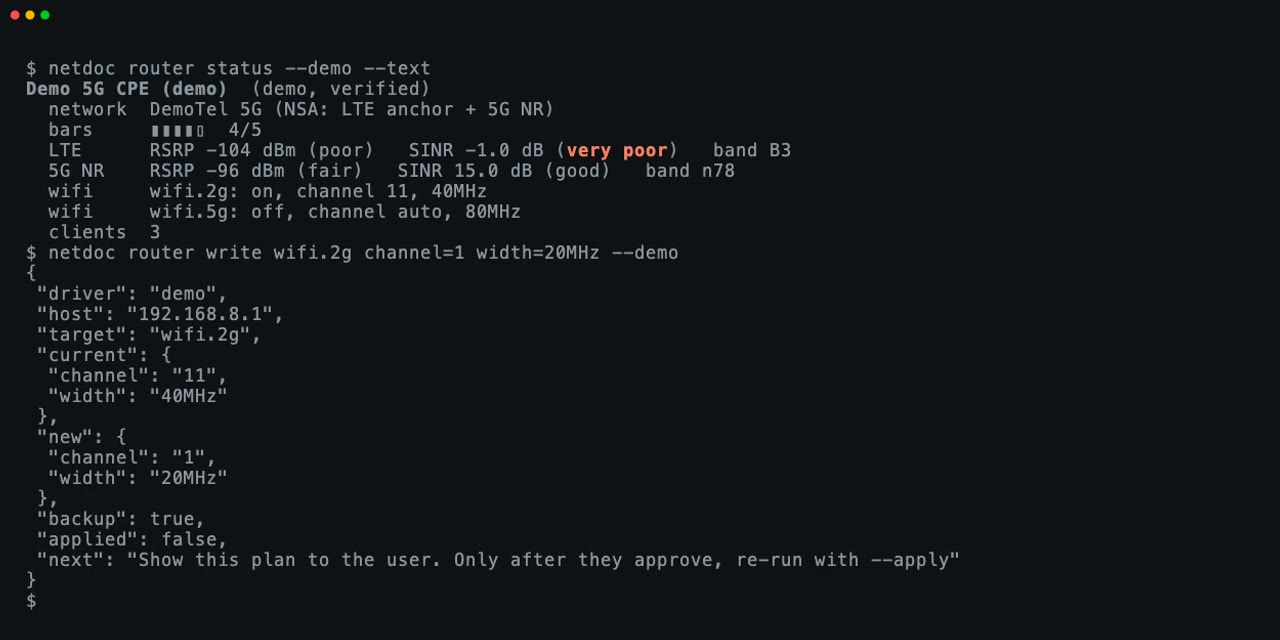 $ netdoc router status --demo --text
Demo 5G CPE (demo)  (demo, verified)
  network  DemoTel 5G (NSA: LTE anchor + 5G NR)
  bars     ▮▮▮▮▯  4/5
  LTE      RSRP -104 dBm (poor)   SINR -1.0 dB (very poor)   band B3
  5G NR    RSRP -96 dBm (fair)   SINR 15.0 dB (good)   band n78
  wifi     wifi.2g: on, channel 11, 40MHz
  wifi     wifi.5g: off, channel auto, 80MHz
  clients  3
$ netdoc router write wifi.2g channel=1 width=20MHz --demo
{
 "driver": "demo",
 "host": "192.168.8.1",
 "target": "wifi.2g",
 "current": {
  "channel": "11",
  "width": "40MHz"
 },
 "new": {
  "channel": "1",
  "width": "20MHz"
 },
 "backup": true,
 "applied": false,
 "next": "Show this plan to the user. Only after they approve, re-run with --apply"
}
$